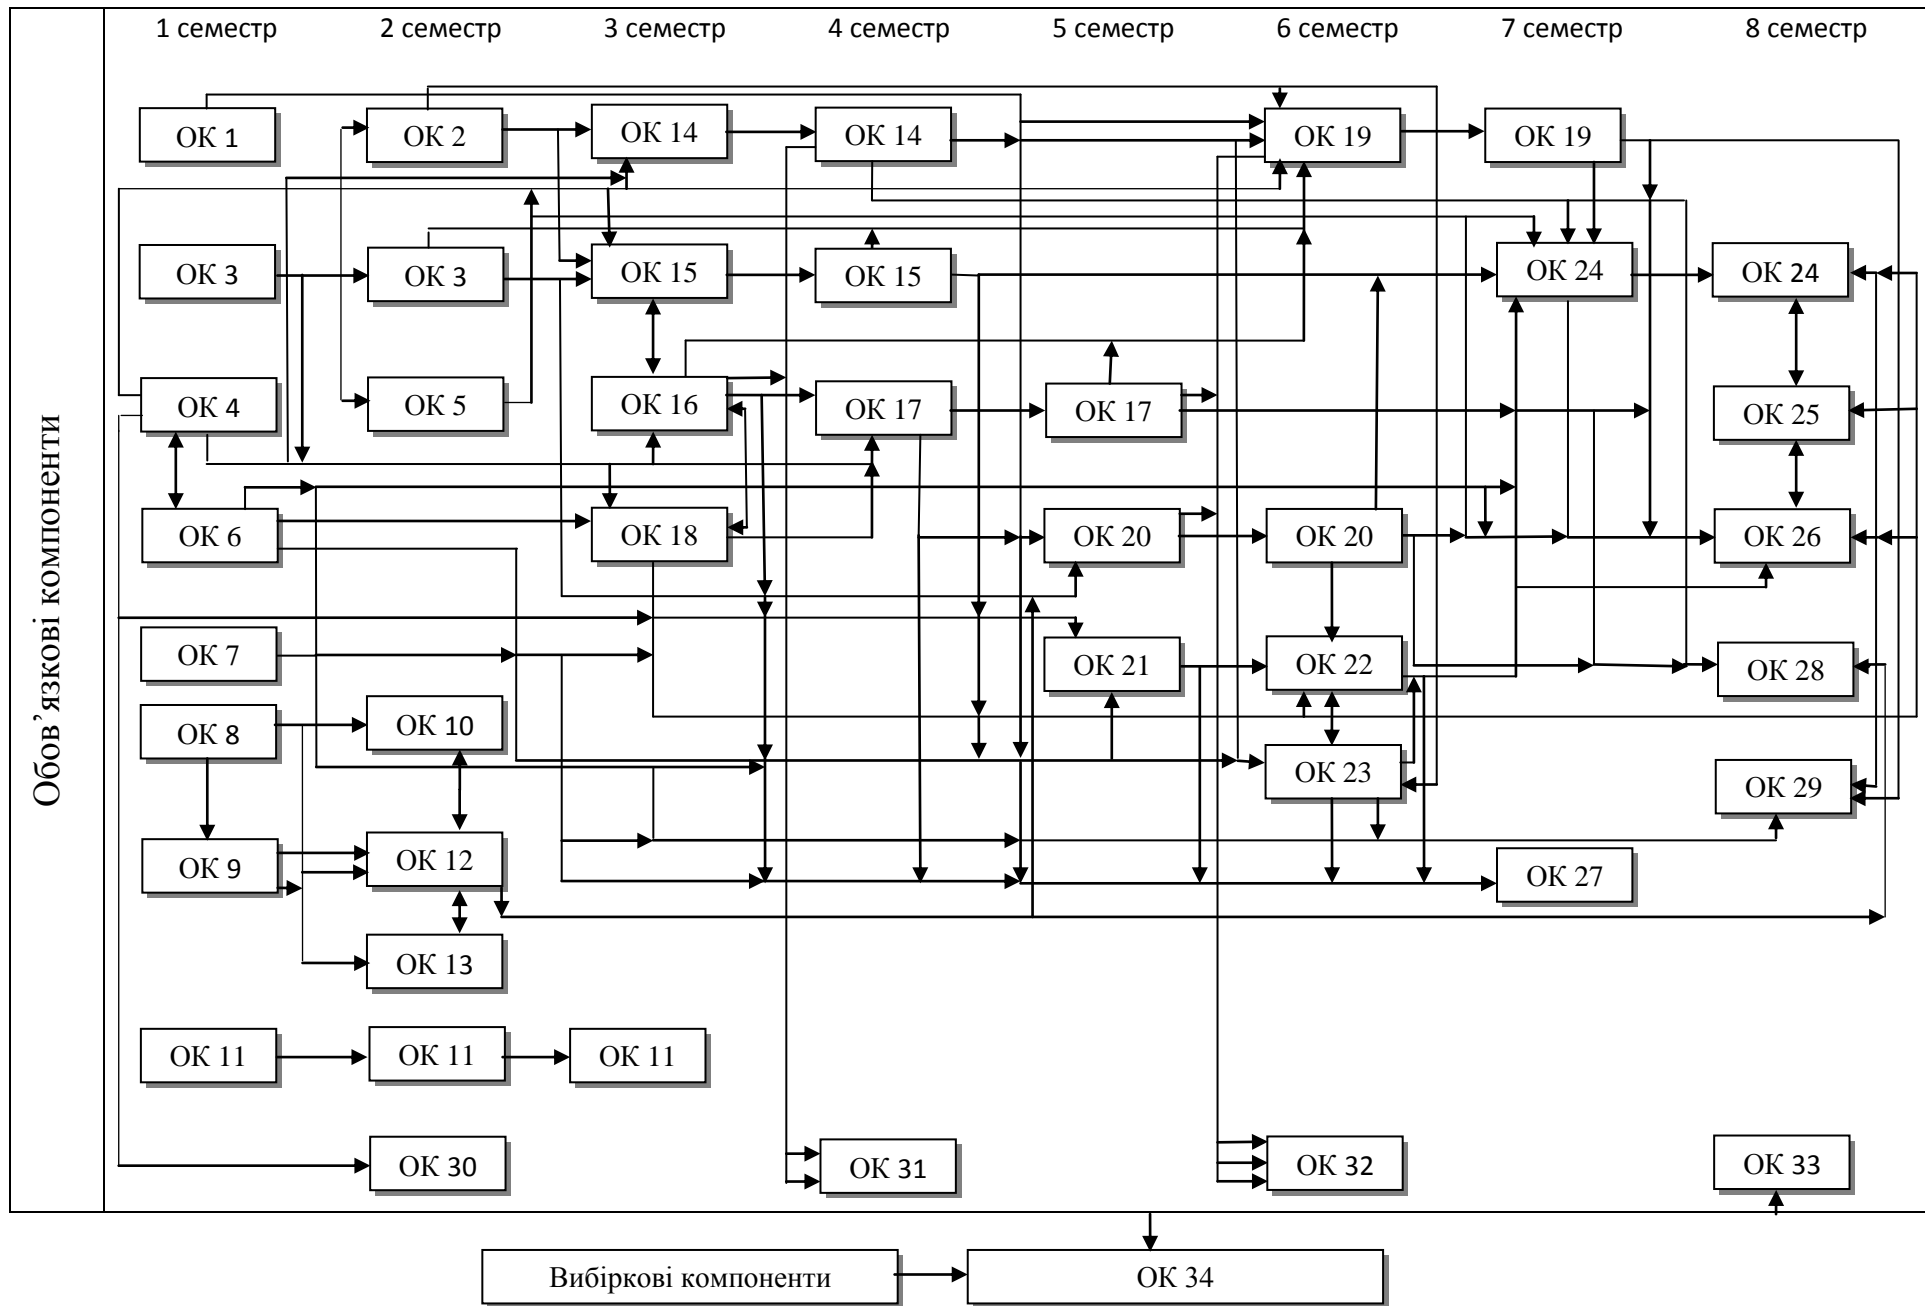 1 семестр 2 семестр 3 семестр 4 семестр 5 семестр 6 семестр 7 семестр 8 семестр
Обов’язкові компоненти
ОК 1 ОК 2 ОК 14 ОК 14 ОК 19 ОК 19
ОК 3 ОК 3 ОК 15 ОК 15 ОК 24 ОК 24
ОК 4 ОК 5 ОК 16 ОК 17 ОК 17 ОК 25
ОК 6 ОК 18 ОК 20 ОК 20 ОК 26
ОК 7 ОК 21 ОК 22 ОК 28
ОК 8 ОК 10 ОК 23 ОК 29
ОК 9 ОК 12 ОК 27
ОК 13
ОК 11 ОК 11 ОК 11
ОК 30 ОК 31 ОК 32 ОК 33
Вибіркові компоненти ОК 34